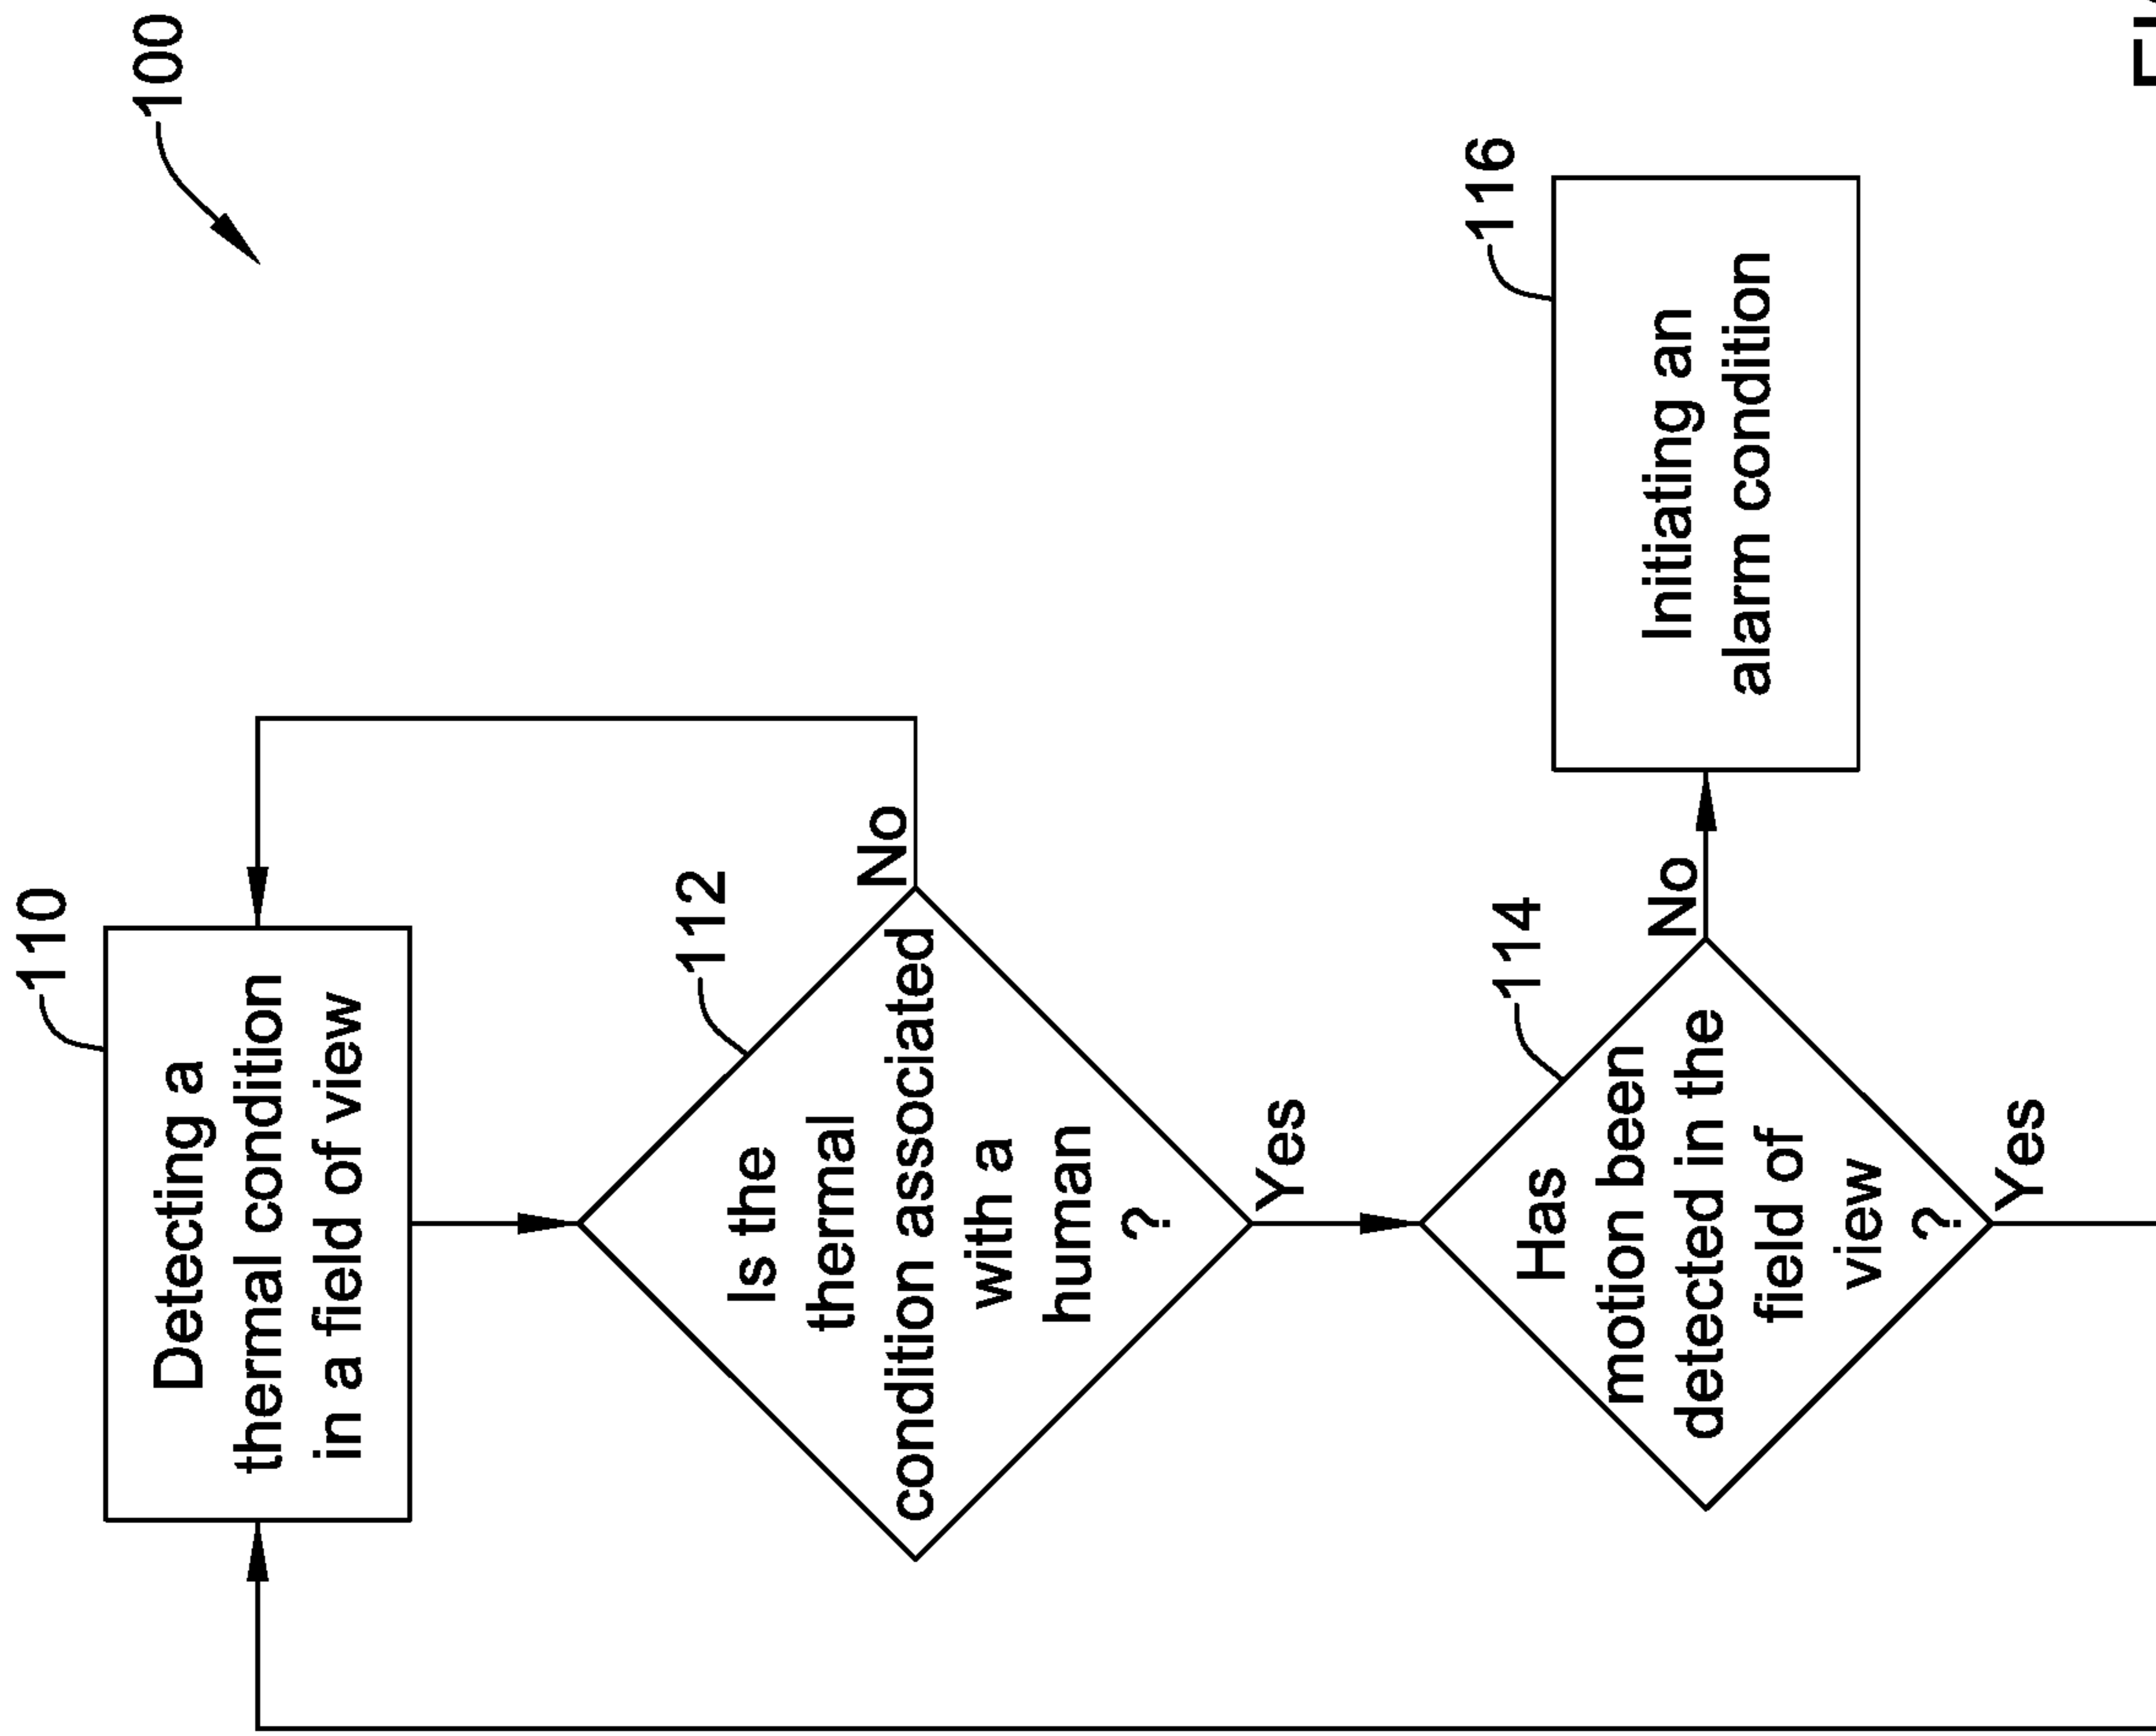 100
110
Detecting a
thermal condition
in a field of view
112
Is the
thermal
condition associated
with a
human
?
No
Yes
114
Has
motion been
detected in the
field of
view
?
No
Yes
116
Initiating an
alarm condition